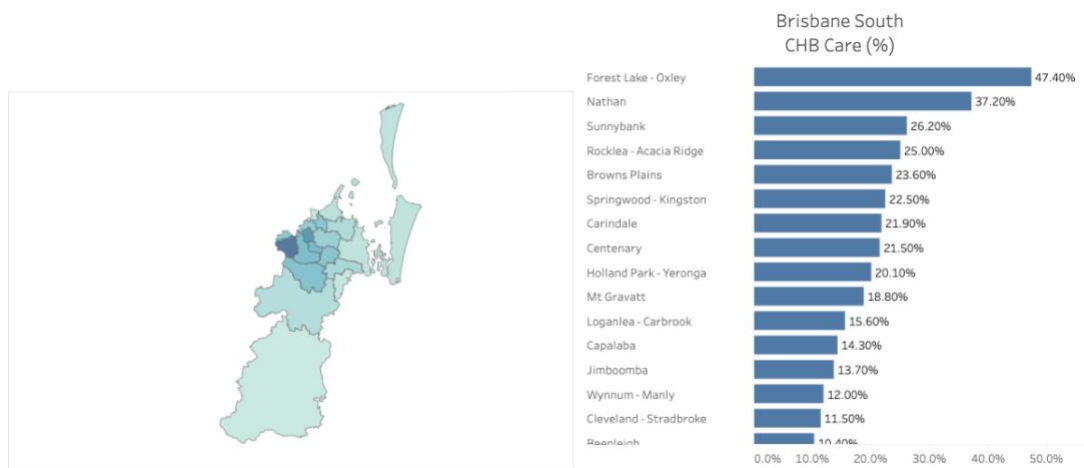 Brisbane South
CHB Care (%)
Forest Lake - Oxley 47.40%
Nathan 37.20%
Sunnybank 26.20%
Rocklea - Acacia Ridge 25.00%
Browns Plains 23.60%
Springwood - Kingston 22.50%
Carindale 21.90%
Centenary 21.50%
Holland Park - Yeronga 20.10%
Mt Gravatt 18.80%
Loganlea - Carbrook 15.60%
Capalaba 14.30%
Jimboomba 13.70%
Wynnum - Manly 12.00%
Cleveland - Stradbroke 11.50%
Beenleigh 10.40%
0.0% 10.0% 20.0% 30.0% 40.0% 50.0%